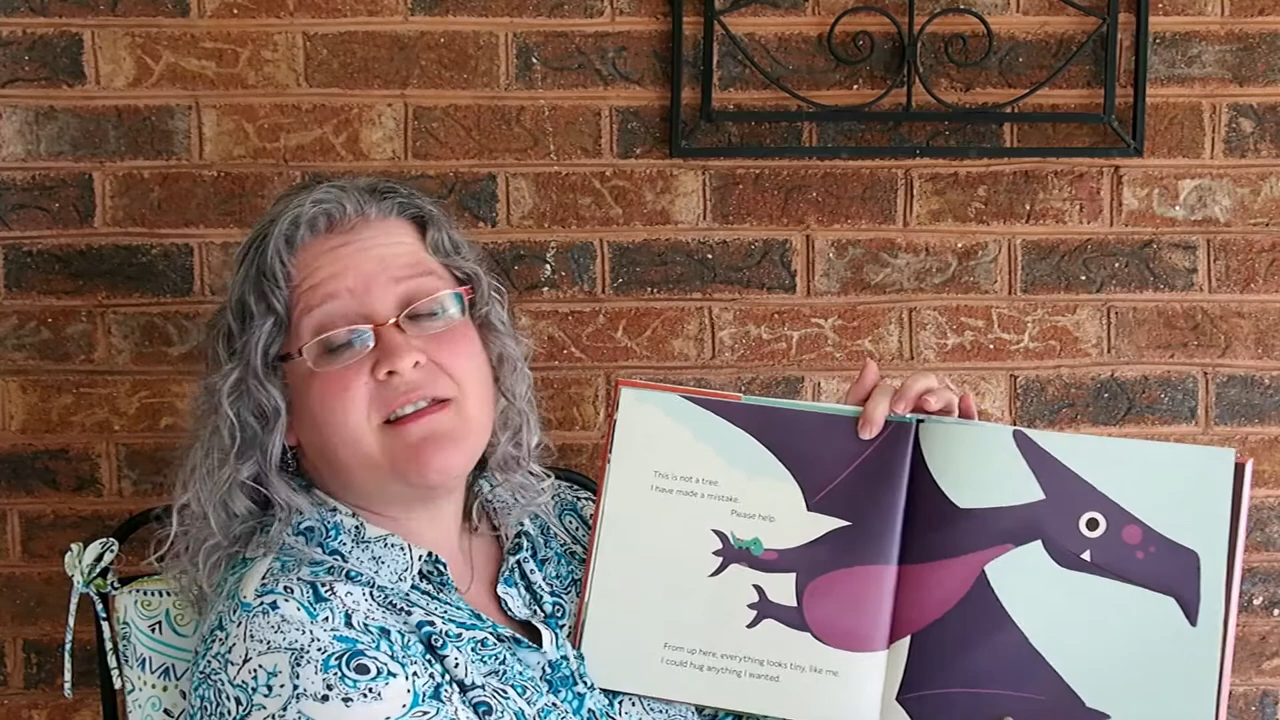 This is not a tree.
I have made a mistake.
Please help.
From up here, everything looks tiny, like me.
I could hug anything I wanted.